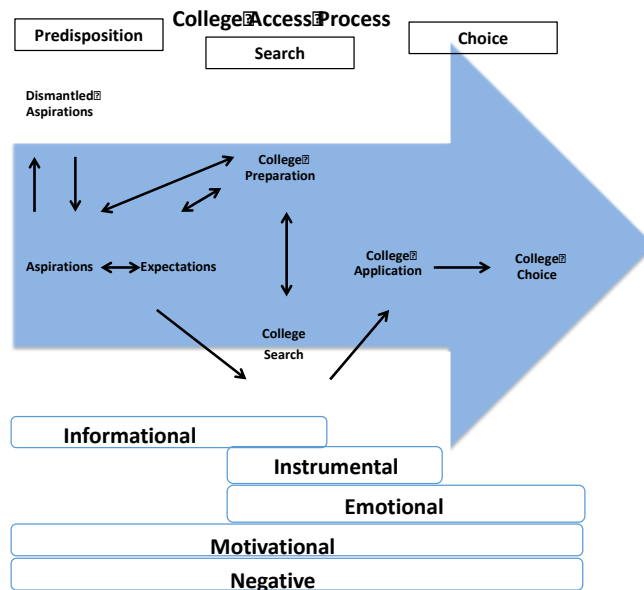 College Access Process
Predisposition
Search
Choice
Dismantled
Aspirations
College
Preparation
Aspirations
Expectations
College
Application
College
Choice
College
Search
Informational
Instrumental
Emotional
Motivational
Negative